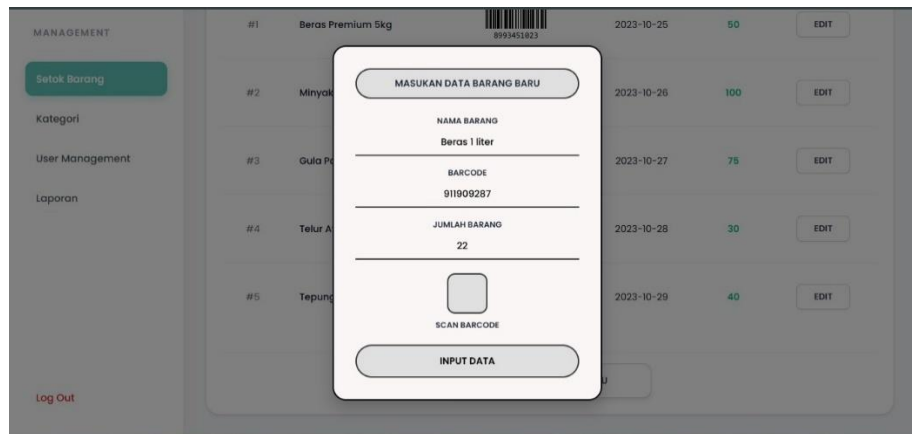 MANAGEMENT
Setok Barang
Kategori
User Management
Laporan
Log Out
#1 Beras Premium 5kg 8993451023 2023-10-25 50 EDIT
#2 Minyak 2023-10-26 100 EDIT
#3 Gula Pa 2023-10-27 75 EDIT
#4 Telur A 2023-10-28 30 EDIT
#5 Tepung 2023-10-29 40 EDIT
U
MASUKAN DATA BARANG BARU
NAMA BARANG
Beras 1 liter
BARCODE
911909287
JUMLAH BARANG
22
SCAN BARCODE
INPUT DATA